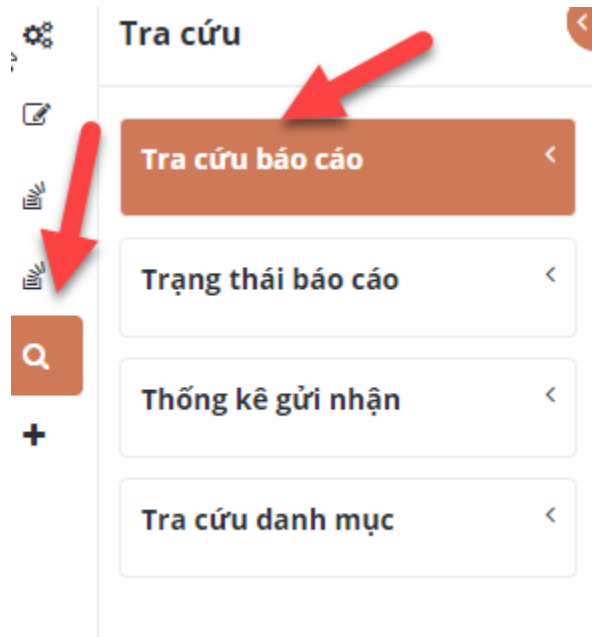 Tra cứu
Tra cứu báo cáo
Trạng thái báo cáo
Thống kê gửi nhận
Tra cứu danh mục